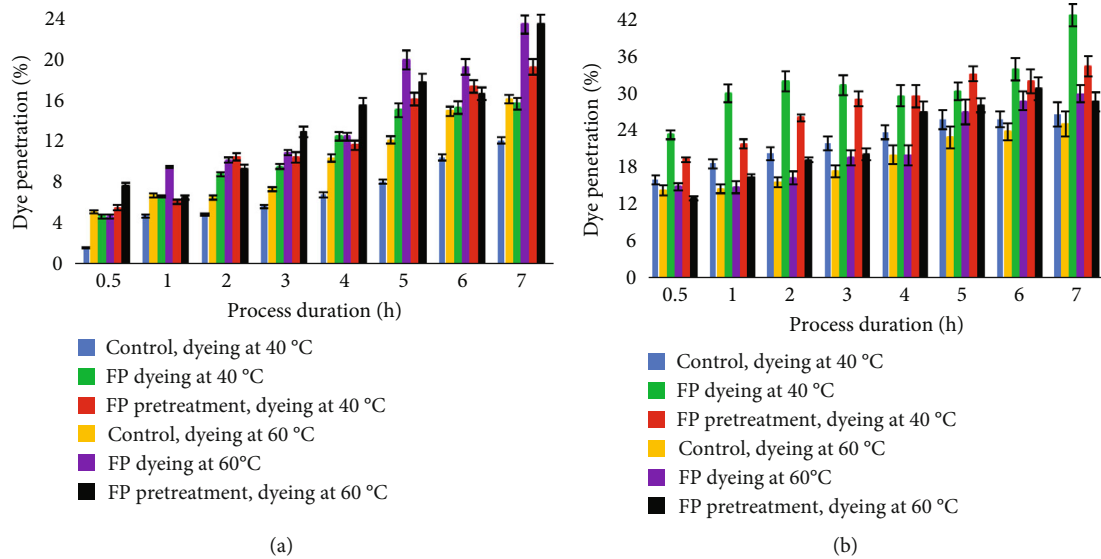 24
20
16
12
8
4
0
Dye penetration (%)
0.5 1 2 3 4 5 6 7
Process duration (h)
Control, dyeing at 40 °C
FP dyeing at 40 °C
FP pretreatment, dyeing at 40 °C
Control, dyeing at 60 °C
FP dyeing at 60°C
FP pretreatment, dyeing at 60 °C
(a)
42
36
30
24
18
12
6
0
Dye penetration (%)
0.5 1 2 3 4 5 6 7
Process duration (h)
Control, dyeing at 40 °C
FP dyeing at 40 °C
FP pretreatment, dyeing at 40 °C
Control, dyeing at 60 °C
FP dyeing at 60°C
FP pretreatment, dyeing at 60 °C
(b)